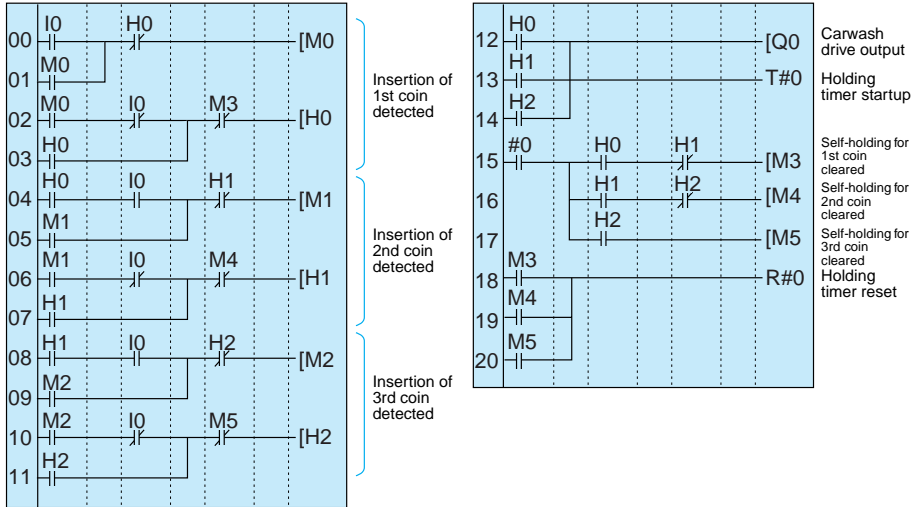 I0 H0
00 [M0
M0
01
M0 I0 M3
02 [H0
H0
03
Insertion of
1st coin
detected
H0 I0 H1
04 [M1
M1
05
M1 I0 M4
06 [H1
H1
07
Insertion of
2nd coin
detected
H1 I0 H2
08 [M2
M2
09
M2 I0 M5
10 [H2
H2
11
Insertion of
3rd coin
detected
H0
12 [Q0 Carwash
drive output
H1
13 T#0 Holding
timer startup
H2
14
#0 H0 H1
15 [M3 Self-holding for
1st coin
cleared
H1 H2
16 [M4 Self-holding for
2nd coin
cleared
H2
17 [M5 Self-holding for
3rd coin
cleared
M3
18 R#0 Holding
timer reset
M4
19
M5
20